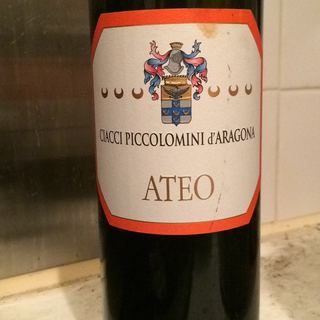 CIACCI PICCOLOMINI d'ARAGONA
ATEO